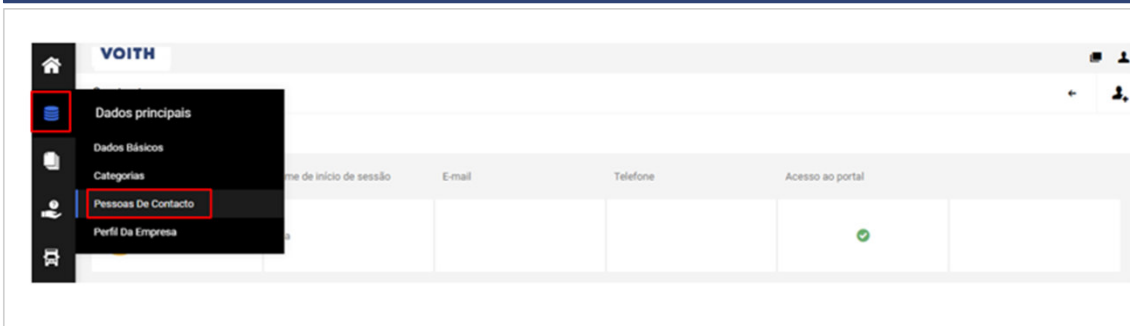 VOITH
Dados principais
Dados Básicos
Categorias
me de início de sessão
E-mail
Telefone
Acesso ao portal
Pessoas De Contacto
Perfil Da Empresa
a